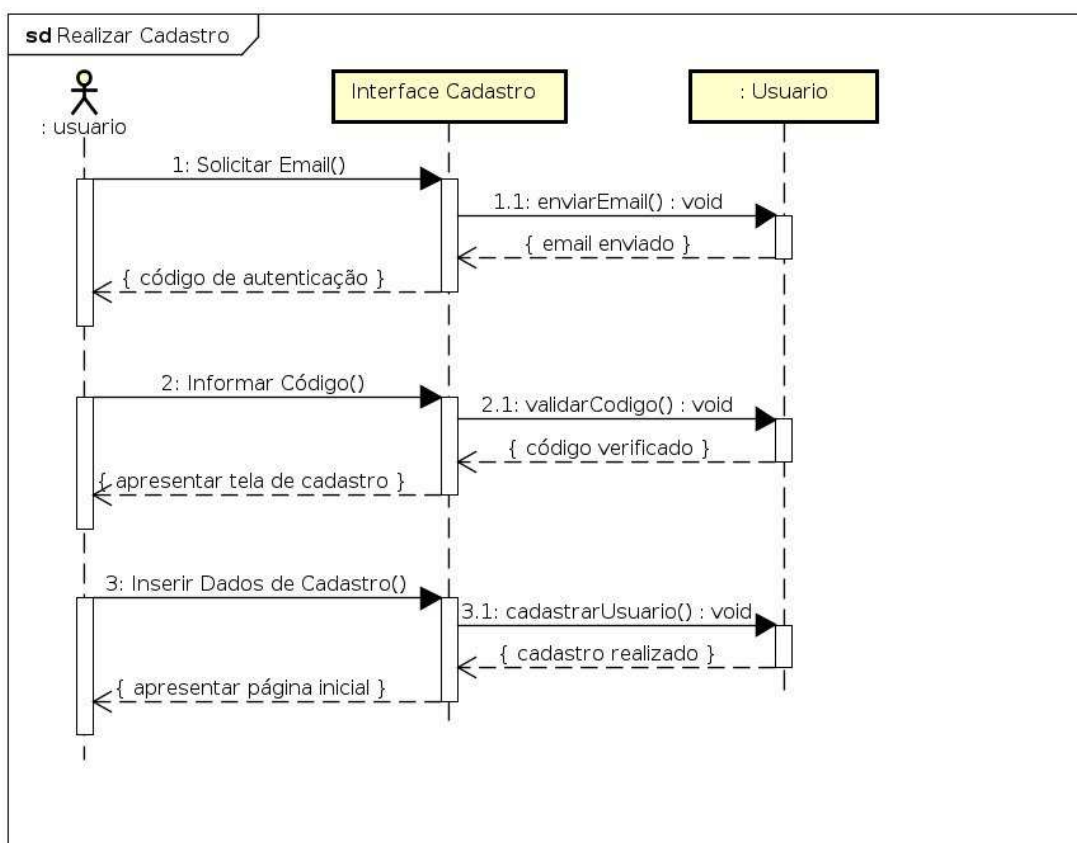 sd Realizar Cadastro
: usuario
Interface Cadastro
: Usuario
1: Solicitar Email()
1.1: enviarEmail() : void
{ email enviado }
{ código de autenticação }
2: Informar Código()
2.1: validarCodigo() : void
{ código verificado }
{ apresentar tela de cadastro }
3: Inserir Dados de Cadastro()
3.1: cadastrarUsuario() : void
{ cadastro realizado }
{ apresentar página inicial }